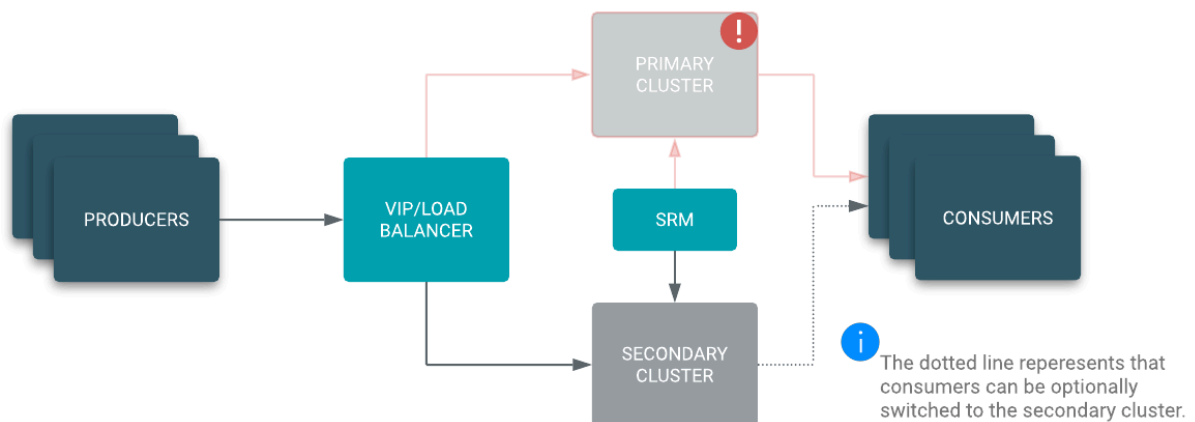 PRIMARY
CLUSTER
PRODUCERS
VIP/LOAD
BALANCER
SRM
CONSUMERS
SECONDARY
CLUSTER
The dotted line reperesents that
consumers can be optionally
switched to the secondary cluster.